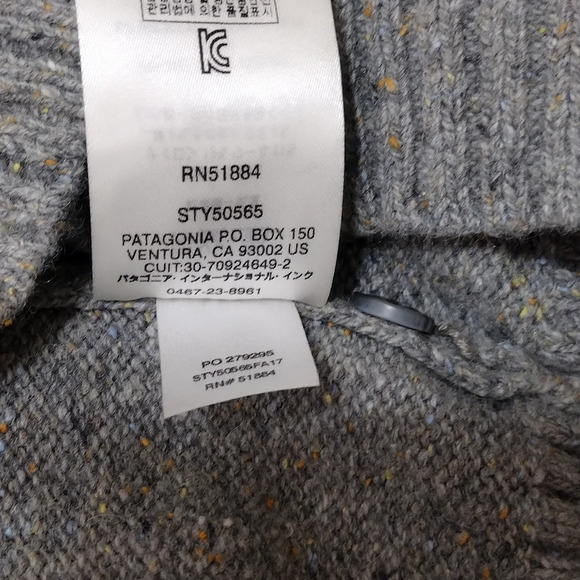 RN51884
STY50565
PATAGONIA P.O. BOX 150
VENTURA, CA 93002 US
CUIT:30-70924649-2
パタゴニア・インターナショナル・インク
0467-23-8961
PO 279295
STY50565FA17
RN# 51884